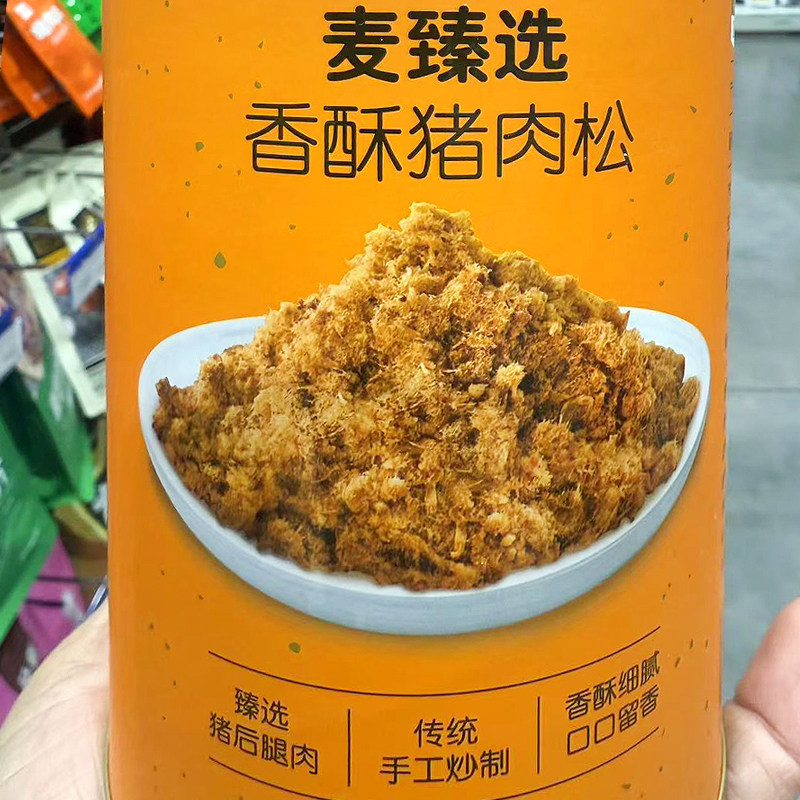 麦臻选
香酥猪肉松
臻选
猪后腿肉
传统
手工炒制
香酥细腻
口口留香